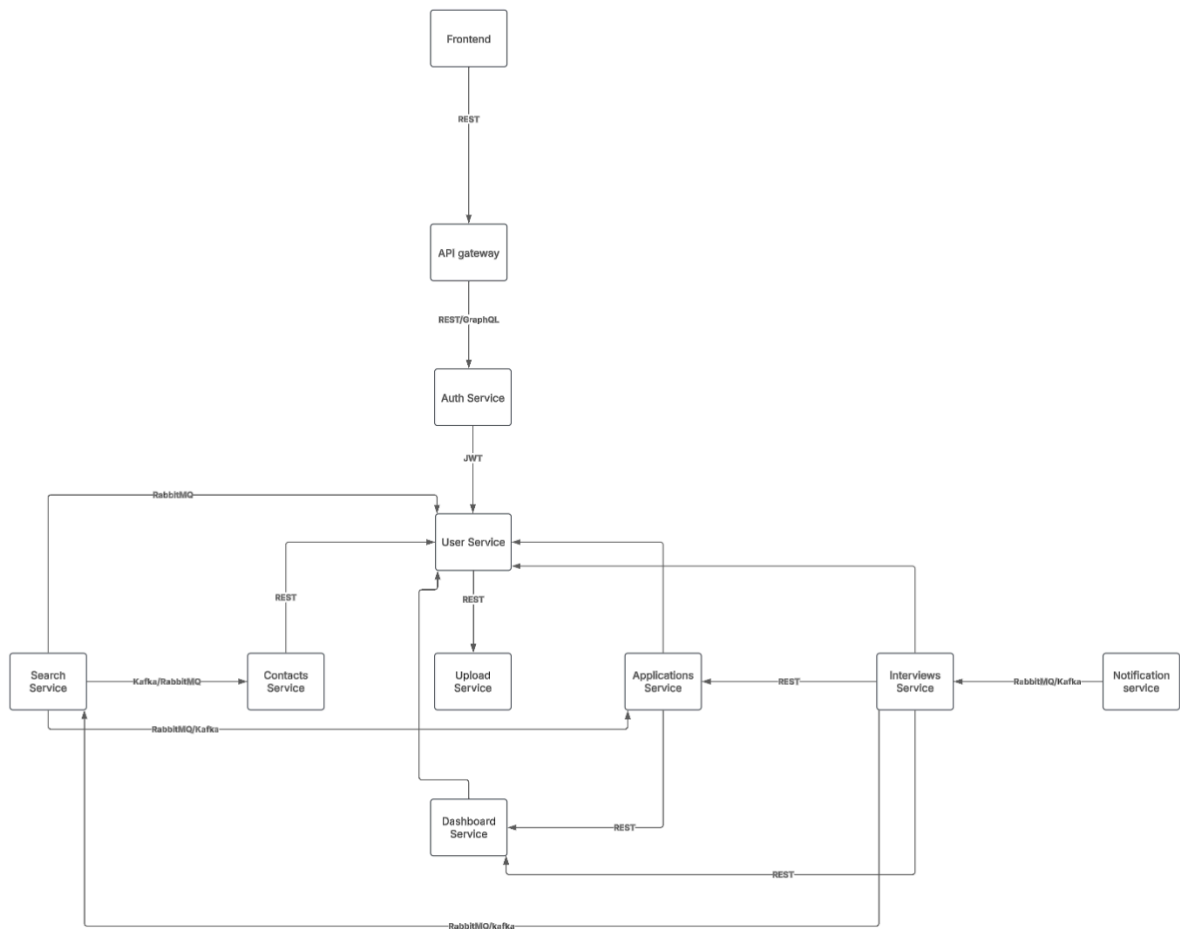 Frontend
REST
API gateway
REST/GraphQL
Auth Service
JWT
RabbitMQ
User Service
REST
REST
Search
Service
Kafka/RabbitMQ
Contacts
Service
Upload
Service
Applications
Service
REST
Interviews
Service
RabbitMQ/Kafka
Notification
service
RabbitMQ/Kafka
Dashboard
Service
REST
REST
RabbitMQ/kafka